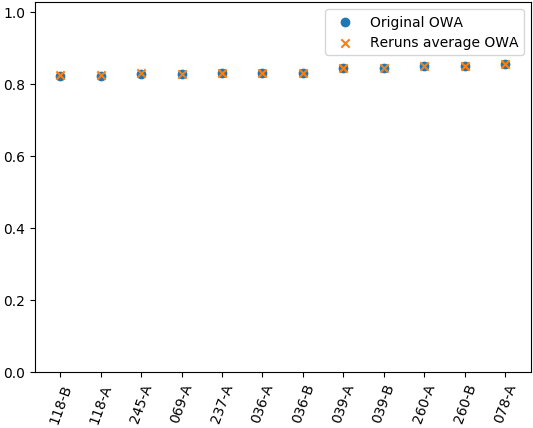 Original OWA
Reruns average OWA
1.0
0.8
0.6
0.4
0.2
0.0
118-B
118-A
245-A
069-A
237-A
036-A
036-B
039-A
039-B
260-A
260-B
078-A